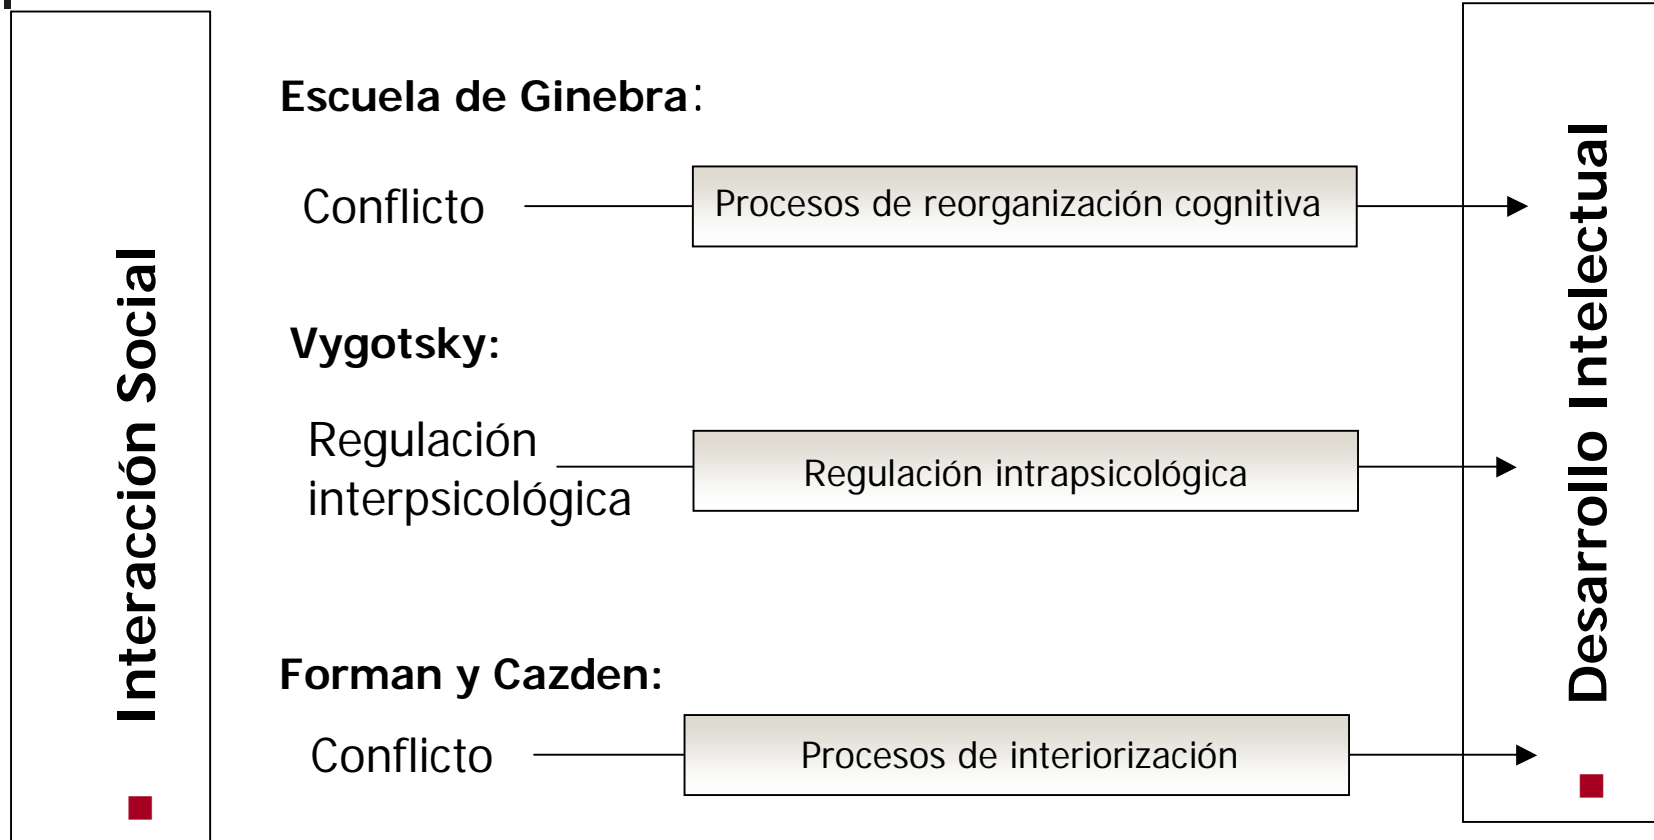 Interacción Social
Escuela de Ginebra:
Conflicto
Procesos de reorganización cognitiva
Vygotsky:
Regulación
interpsicológica
Regulación intrapsicológica
Forman y Cazden:
Conflicto
Procesos de interiorización
Desarrollo Intelectual